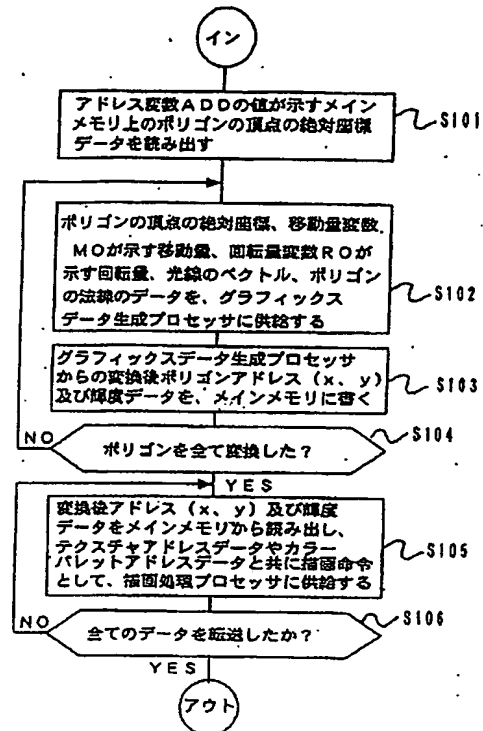 イン
アドレス変数ADDの値が示すメイン
メモリ上のポリゴンの頂点の絶対座標
データを読み出す
S101
ポリゴンの頂点の絶対座標、移動量変数
MOが示す移動量、回転量変数ROが
示す回転量、光線のベクトル、ポリゴン
の法線のデータを、グラフィックス
データ生成プロセッサに供給する
S102
グラフィックスデータ生成プロセッサ
からの変換後ポリゴンアドレス(x、y)
及び輝度データを、メインメモリに書く
S103
NO
ポリゴンを全て変換した?
S104
YES
変換後アドレス(x、y)及び輝度
データをメインメモリから読み出し、
テクスチャアドレスデータやカラー
パレットアドレスデータと共に描画命令
として、描画処理プロセッサに供給する
S105
NO
全てのデータを転送したか?
S106
YES
アウト